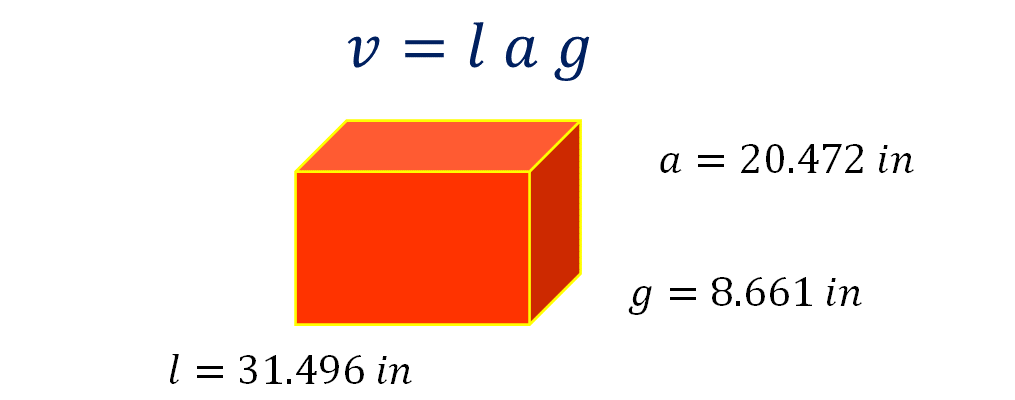 v = l a g
a = 20.472 in
g = 8.661 in
l = 31.496 in